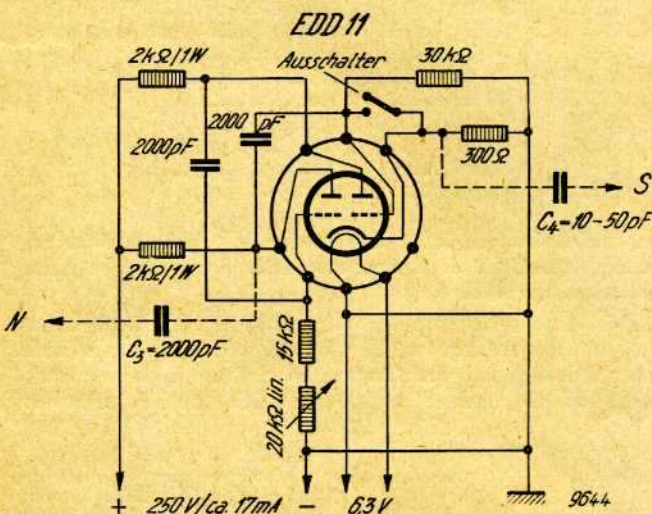 EDD 11
2kΩ/1W
Ausschalter
30kΩ
2000 pF
2000pF
300Ω
S
C₄=10-50pF
2kΩ/1W
N
C₃=2000pF
15kΩ
20kΩ lin.
+ 250V/ca. 17mA − 6,3V
9644